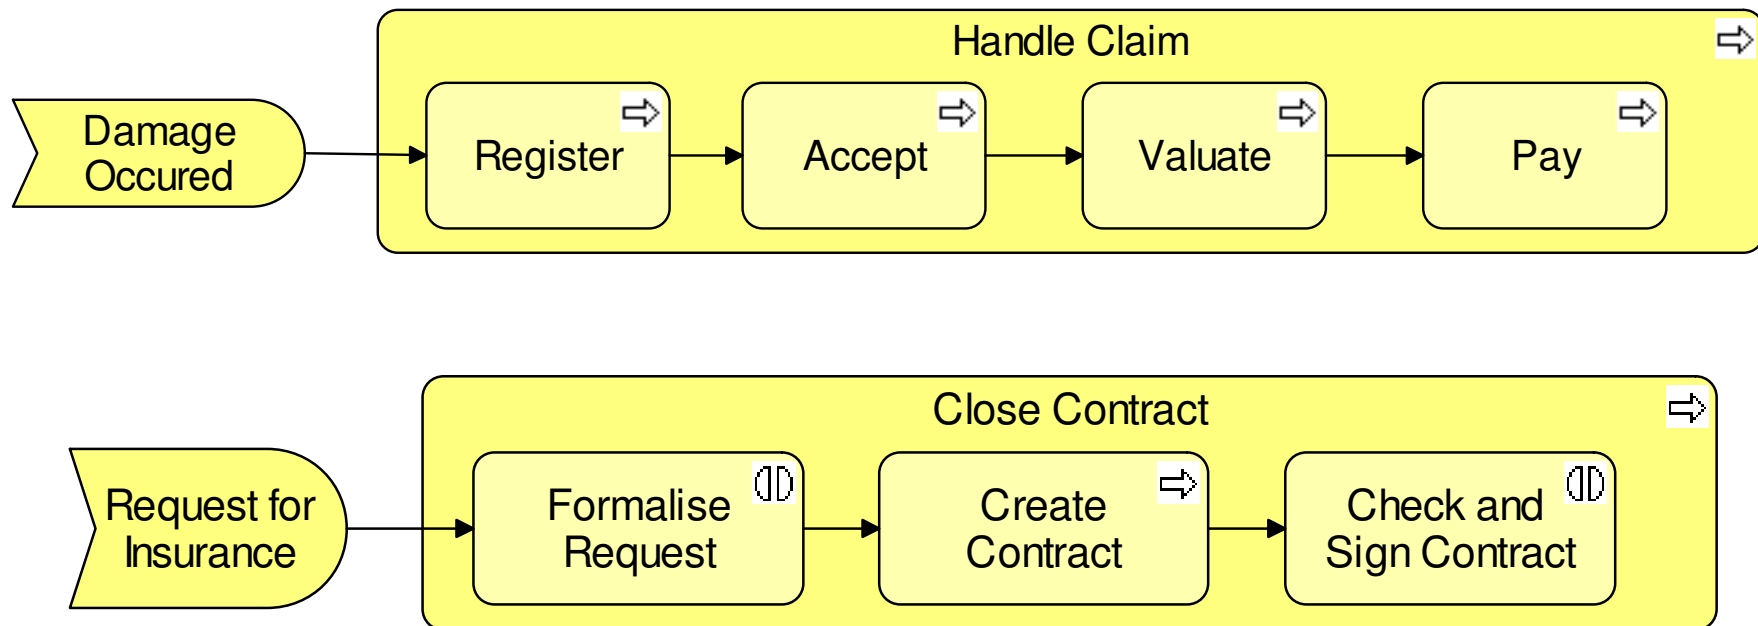 Handle Claim
Damage
Occured
Register
Accept
Valuate
Pay
Close Contract
Request for
Insurance
Formalise
Request
Create
Contract
Check and
Sign Contract